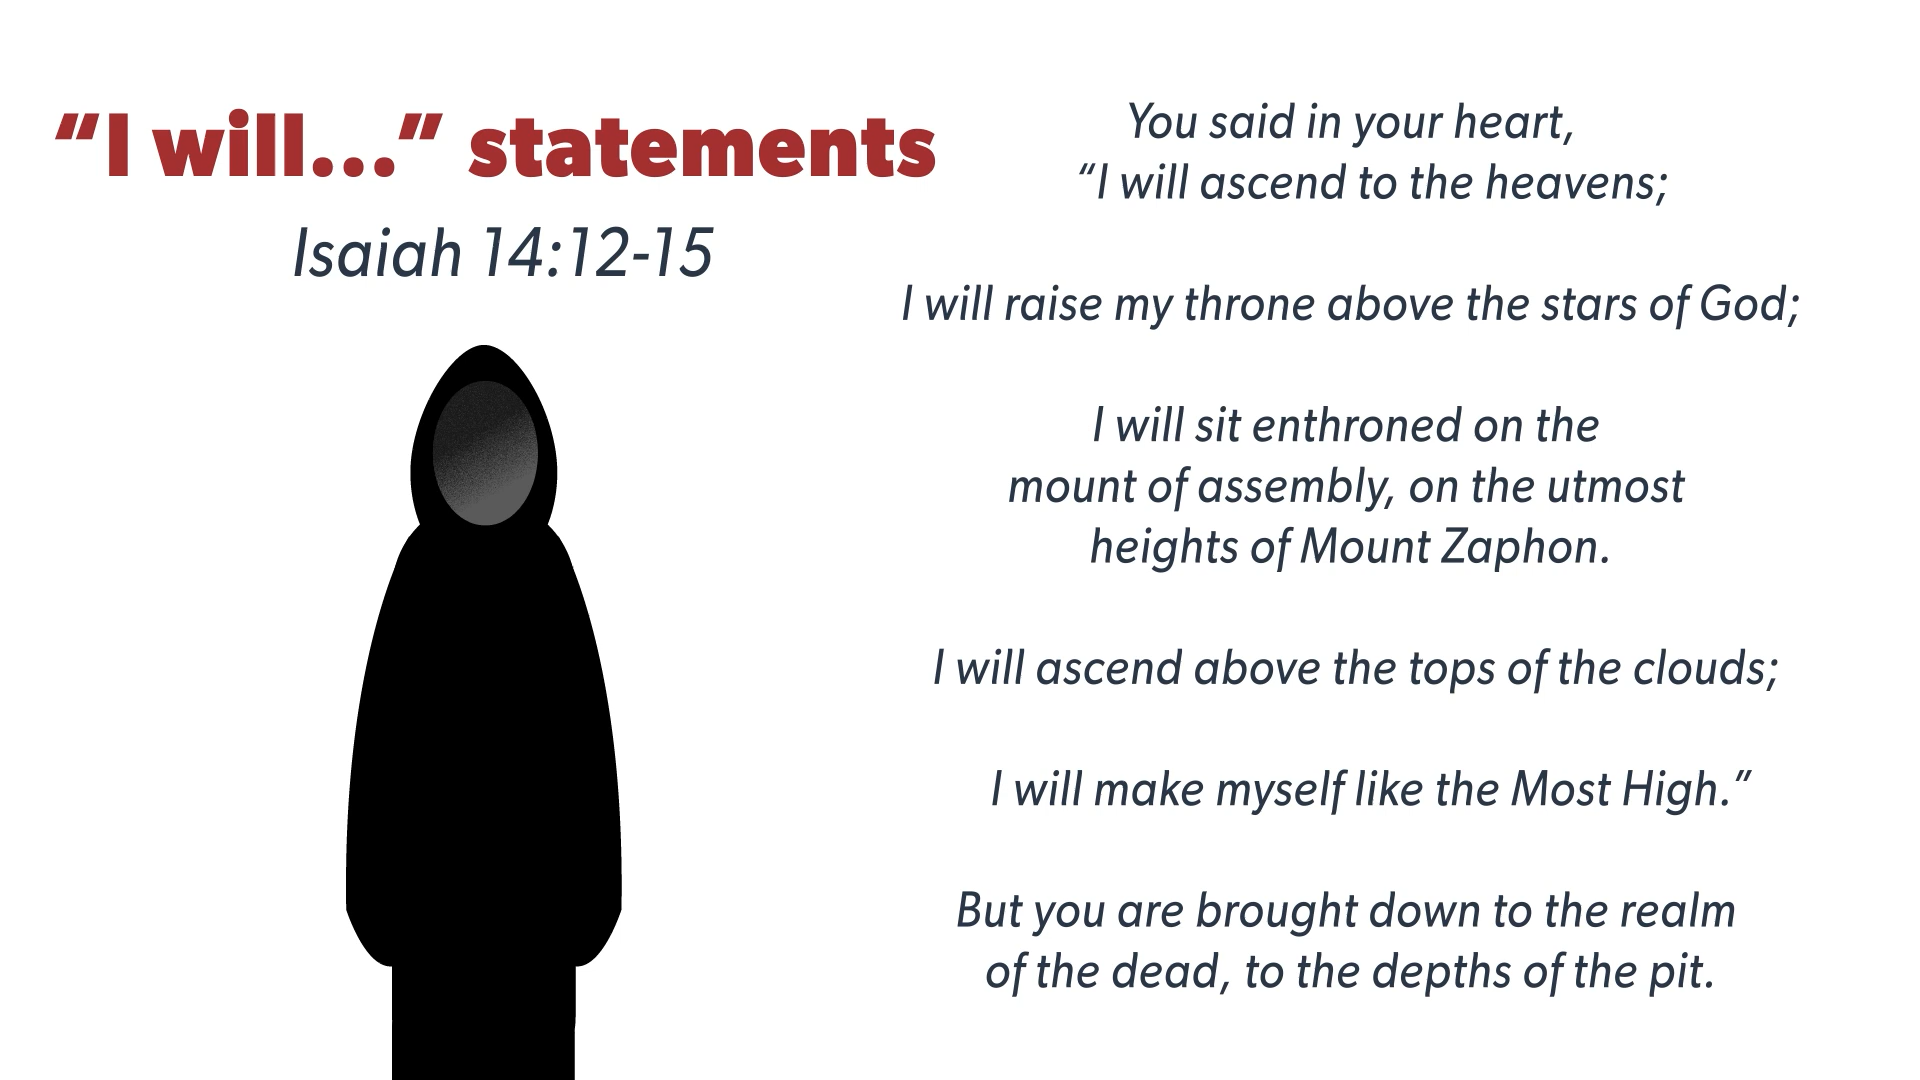 “I will...” statements
Isaiah 14:12-15
You said in your heart,
“I will ascend to the heavens;
I will raise my throne above the stars of God;
I will sit enthroned on the
mount of assembly, on the utmost
heights of Mount Zaphon.
I will ascend above the tops of the clouds;
I will make myself like the Most High.”
But you are brought down to the realm
of the dead, to the depths of the pit.